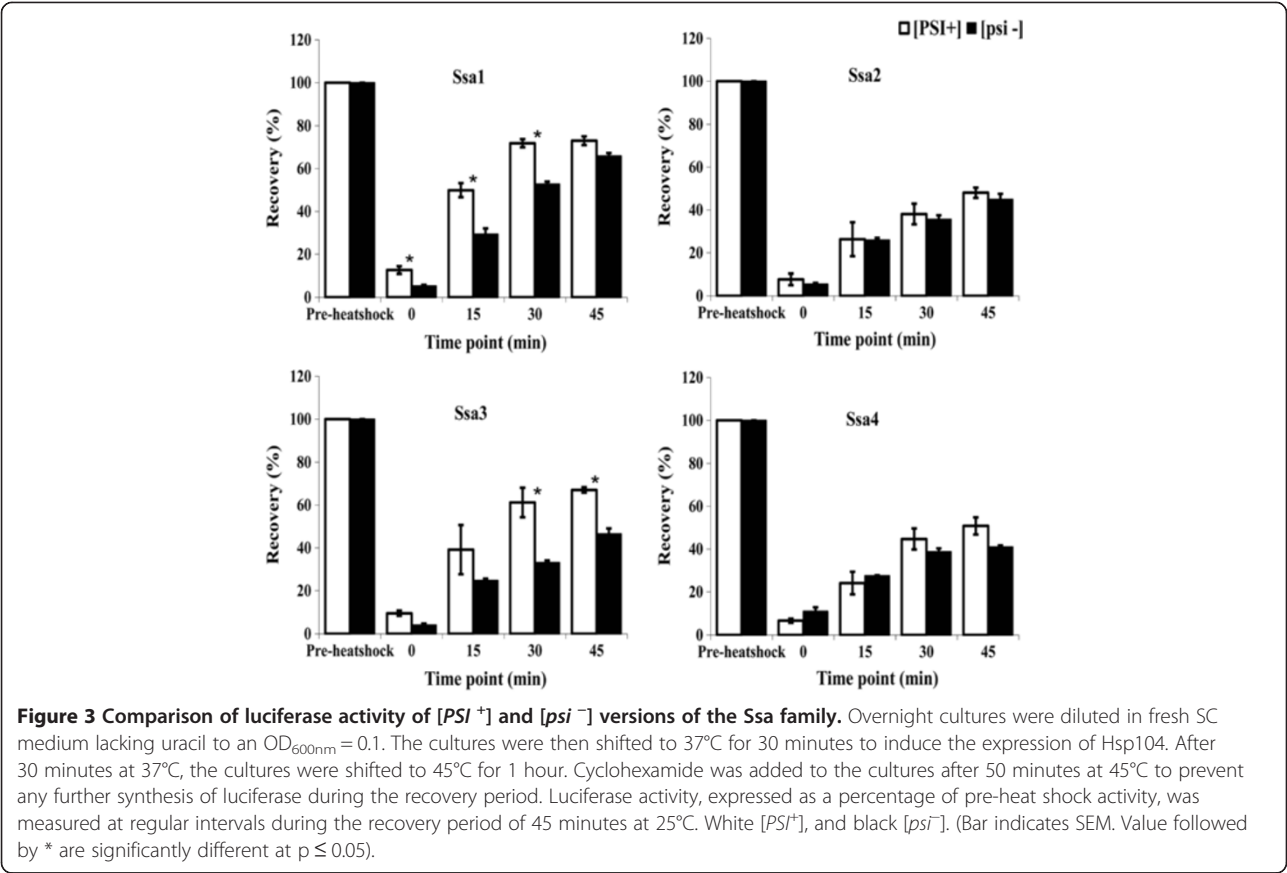 [PSI+] [psi -]
Ssa1
120
100
80
60
40
20
0
Recovery (%)
*
*
*
Pre-heatshock 0 15 30 45
Time point (min)
Ssa2
120
100
80
60
40
20
0
Recovery (%)
Pre-heatshock 0 15 30 45
Time point (min)
Ssa3
120
100
80
60
40
20
0
Recovery (%)
*
*
Pre-heatshock 0 15 30 45
Time point (min)
Ssa4
120
100
80
60
40
20
0
Recovery (%)
Pre-heatshock 0 15 30 45
Time point (min)
Figure 3 Comparison of luciferase activity of [PSI +] and [psi −] versions of the Ssa family. Overnight cultures were diluted in fresh SC
medium lacking uracil to an OD600nm = 0.1. The cultures were then shifted to 37°C for 30 minutes to induce the expression of Hsp104. After
30 minutes at 37°C, the cultures were shifted to 45°C for 1 hour. Cyclohexamide was added to the cultures after 50 minutes at 45°C to prevent
any further synthesis of luciferase during the recovery period. Luciferase activity, expressed as a percentage of pre-heat shock activity, was
measured at regular intervals during the recovery period of 45 minutes at 25°C. White [PSI+], and black [psi−]. (Bar indicates SEM. Value followed
by * are significantly different at p ≤ 0.05).